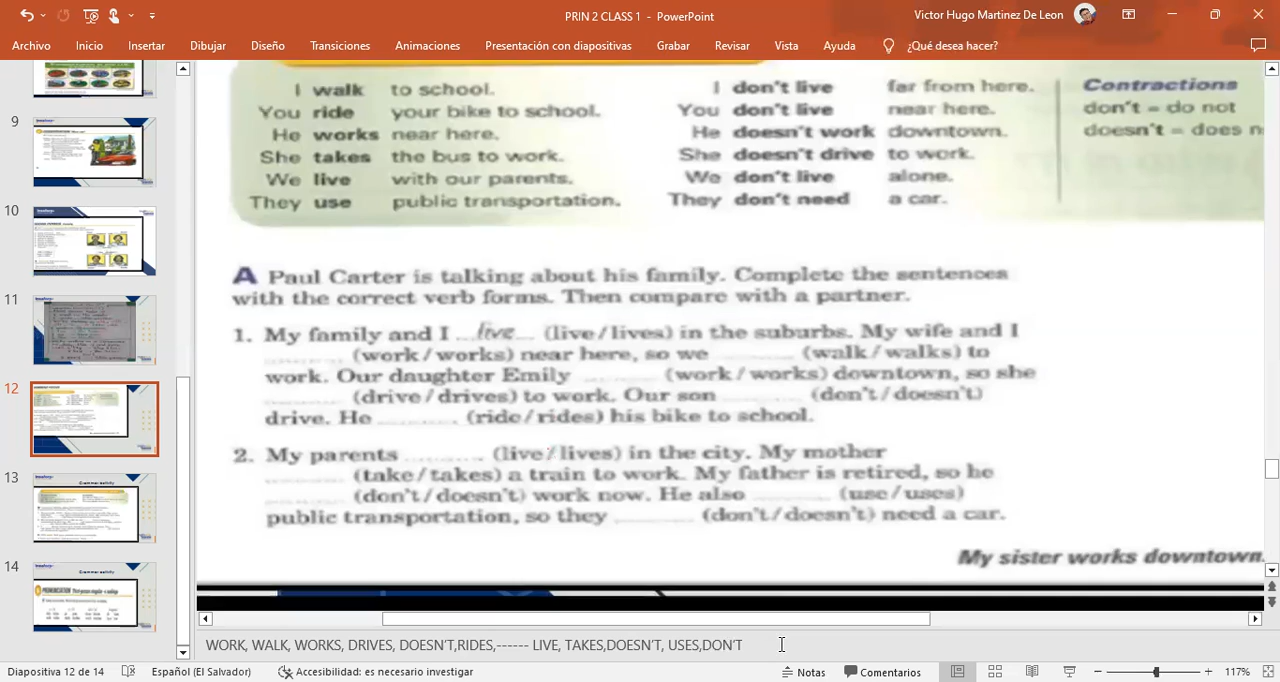 PRIN 2 CLASS 1 - PowerPoint
Victor Hugo Martinez De Leon
Archivo Inicio Insertar Dibujar Diseño Transiciones Animaciones Presentación con diapositivas Grabar Revisar Vista Ayuda ¿Qué desea hacer?
I walk to school. I don't live far from here. Contractions
You ride your bike to school. You don't live near here. don't = do not
He works near here. He doesn't work downtown. doesn't = does n
She takes the bus to work. She doesn't drive to work.
We live with our parents. We don't live alone.
They use public transportation. They don't need a car.
A Paul Carter is talking about his family. Complete the sentences
with the correct verb forms. Then compare with a partner.
1. My family and I ...live... (live/lives) in the suburbs. My wife and I
.......... (work/works) near here, so we .......... (walk/walks) to
work. Our daughter Emily .......... (work/works) downtown, so she
.......... (drive/drives) to work. Our son .......... (don't/doesn't)
drive. He .......... (ride/rides) his bike to school.
2. My parents .......... (live/lives) in the city. My mother
.......... (take/takes) a train to work. My father is retired, so he
.......... (don't/doesn't) work now. He also .......... (use/uses)
public transportation, so they .......... (don't/doesn't) need a car.
My sister works downtown.
9
10
11
12
13
14
WORK, WALK, WORKS, DRIVES, DOESN'T,RIDES,------ LIVE, TAKES,DOESN'T, USES,DON'T
Diapositiva 12 de 14 Español (El Salvador) Accesibilidad: es necesario investigar Notas Comentarios 117%